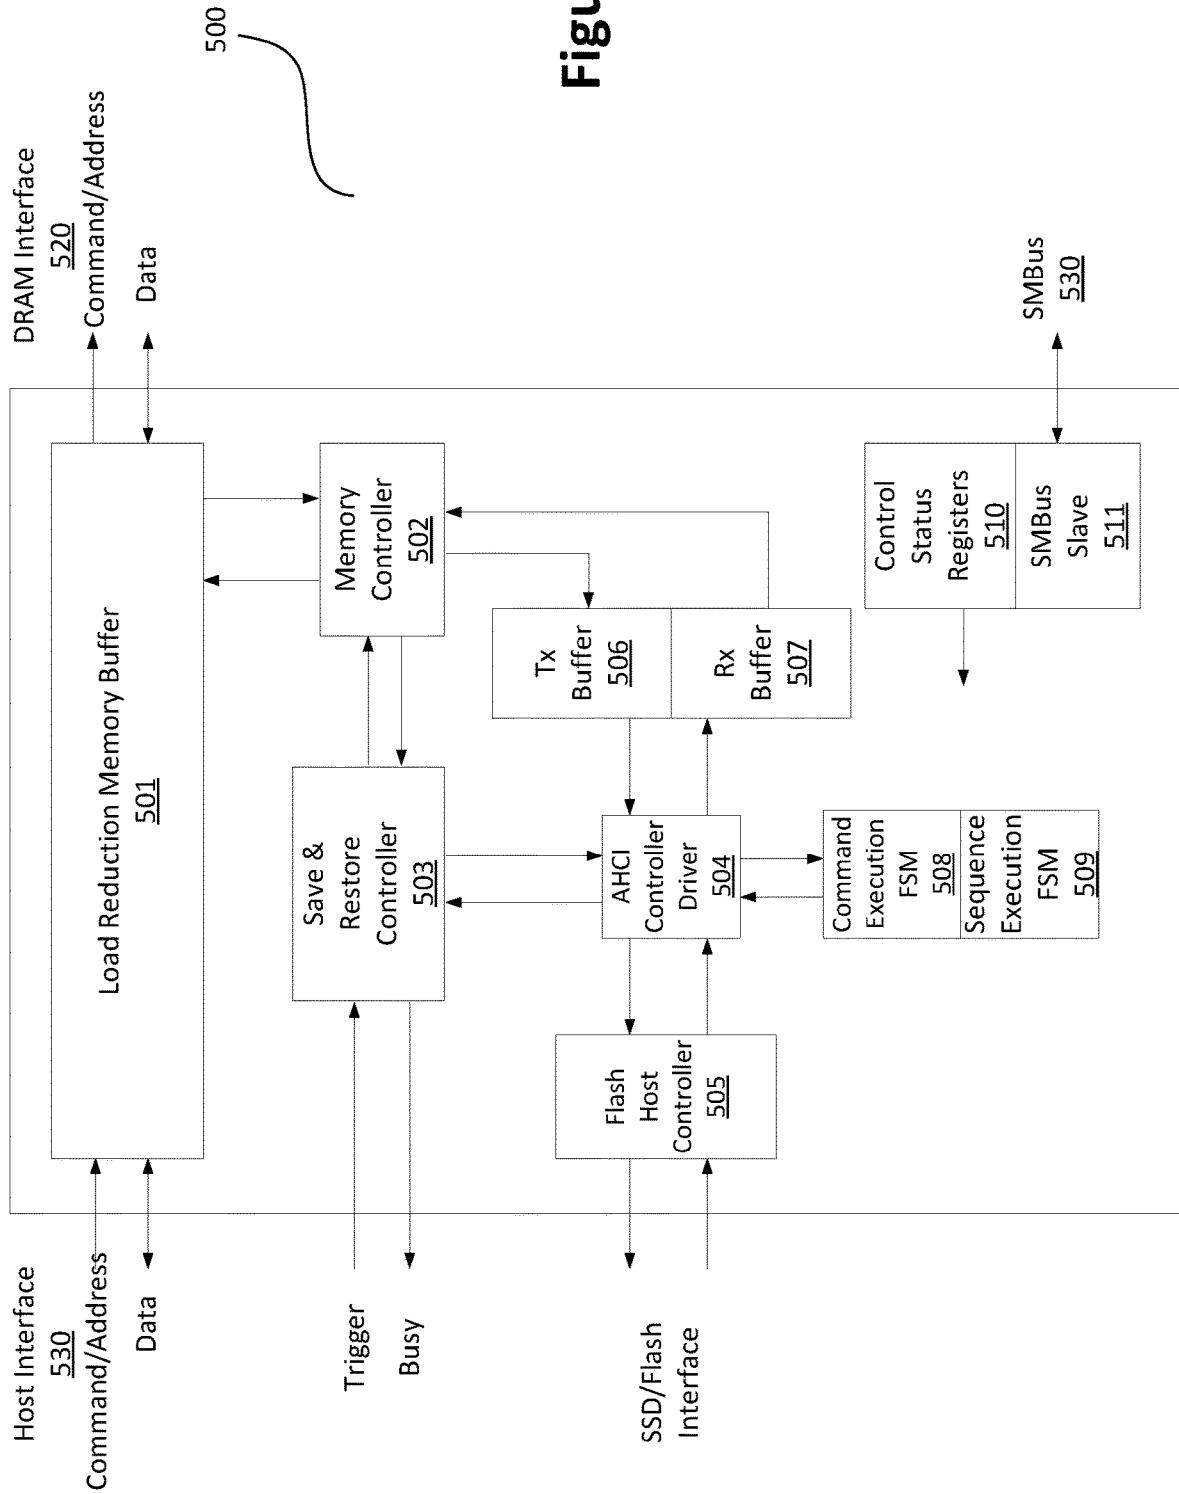 Host Interface
530
Command/Address
Data
Trigger
Busy
SSD/Flash
Interface
Load Reduction Memory Buffer
501
Save &
Restore
Controller
503
Memory
Controller
502
Flash
Host
Controller
505
AHCI
Controller
Driver
504
Tx
Buffer
506
Rx
Buffer
507
Command
Execution
FSM
508
Sequence
Execution
FSM
509
Control
Status
Registers
510
SMBus
Slave
511
DRAM Interface
520
Command/Address
Data
SMBus
530
500